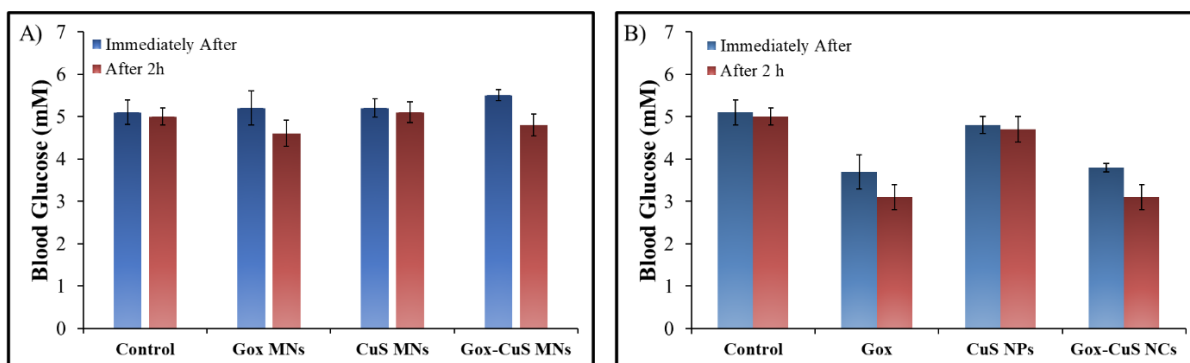 A)
Immediately After
After 2h
Blood Glucose (mM)
7
6
5
4
3
2
1
0
Control Gox MNs CuS MNs Gox-CuS MNs
B)
Immediately After
After 2 h
Blood Glucose (mM)
7
6
5
4
3
2
1
0
Control Gox CuS NPs Gox-CuS NCs